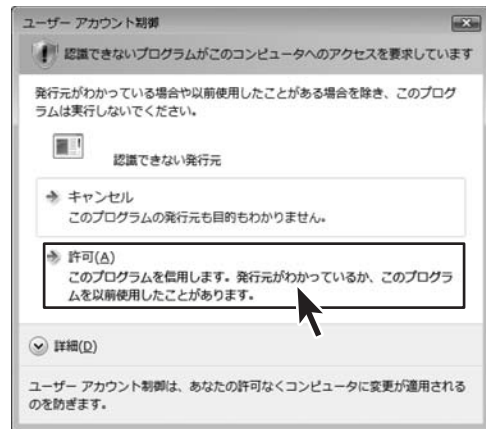 ユーザー アカウント制御
認識できないプログラムがこのコンピュータへのアクセスを要求しています
発行元がわかっている場合や以前使用したことがある場合を除き、このプログ
ラムは実行しないでください。
認識できない発行元
キャンセル
このプログラムの発行元も目的もわかりません。
許可(A)
このプログラムを信用します。発行元がわかっているか、このプログラ
ムを以前使用したことがあります。
詳細(D)
ユーザー アカウント制御は、あなたの許可なくコンピュータに変更が適用される
のを防ぎます。